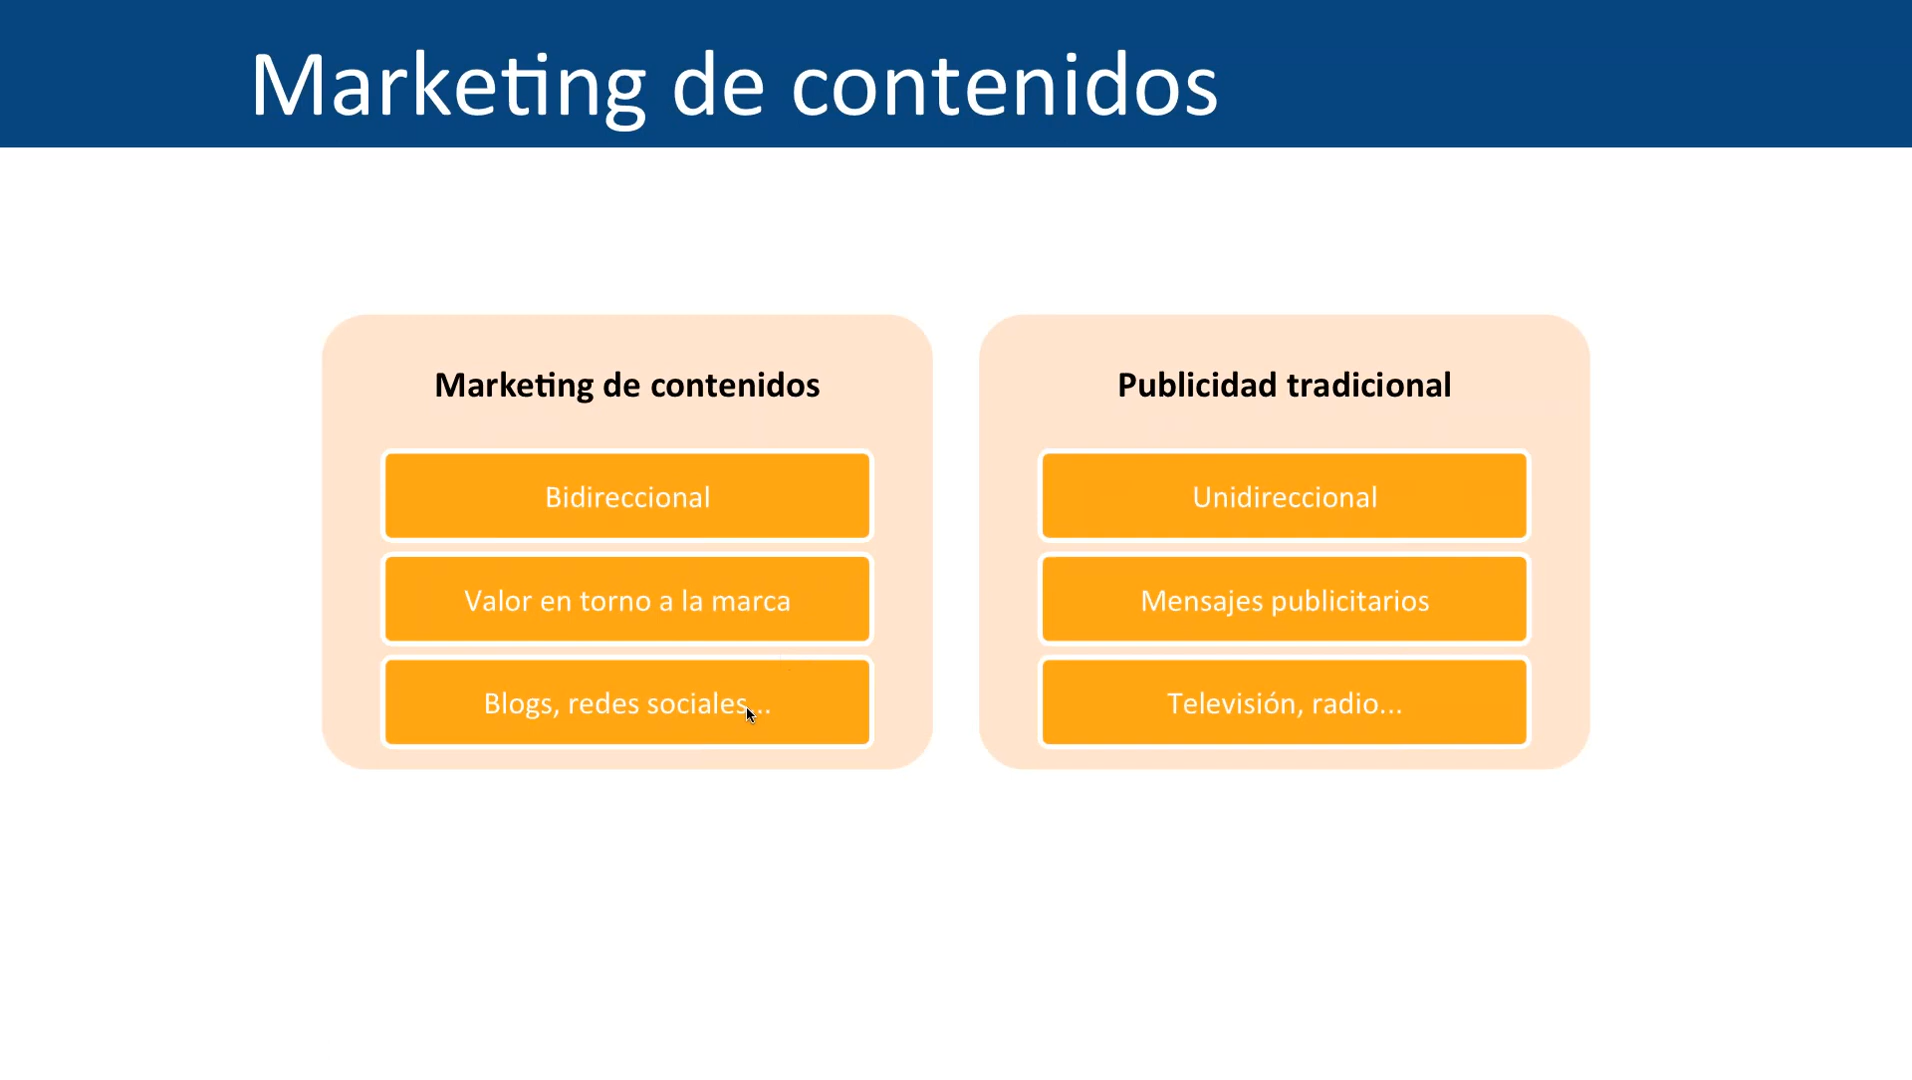 Marketing de contenidos
Marketing de contenidos
Bidireccional
Valor en torno a la marca
Blogs, redes sociales...
Publicidad tradicional
Unidireccional
Mensajes publicitarios
Televisión, radio...